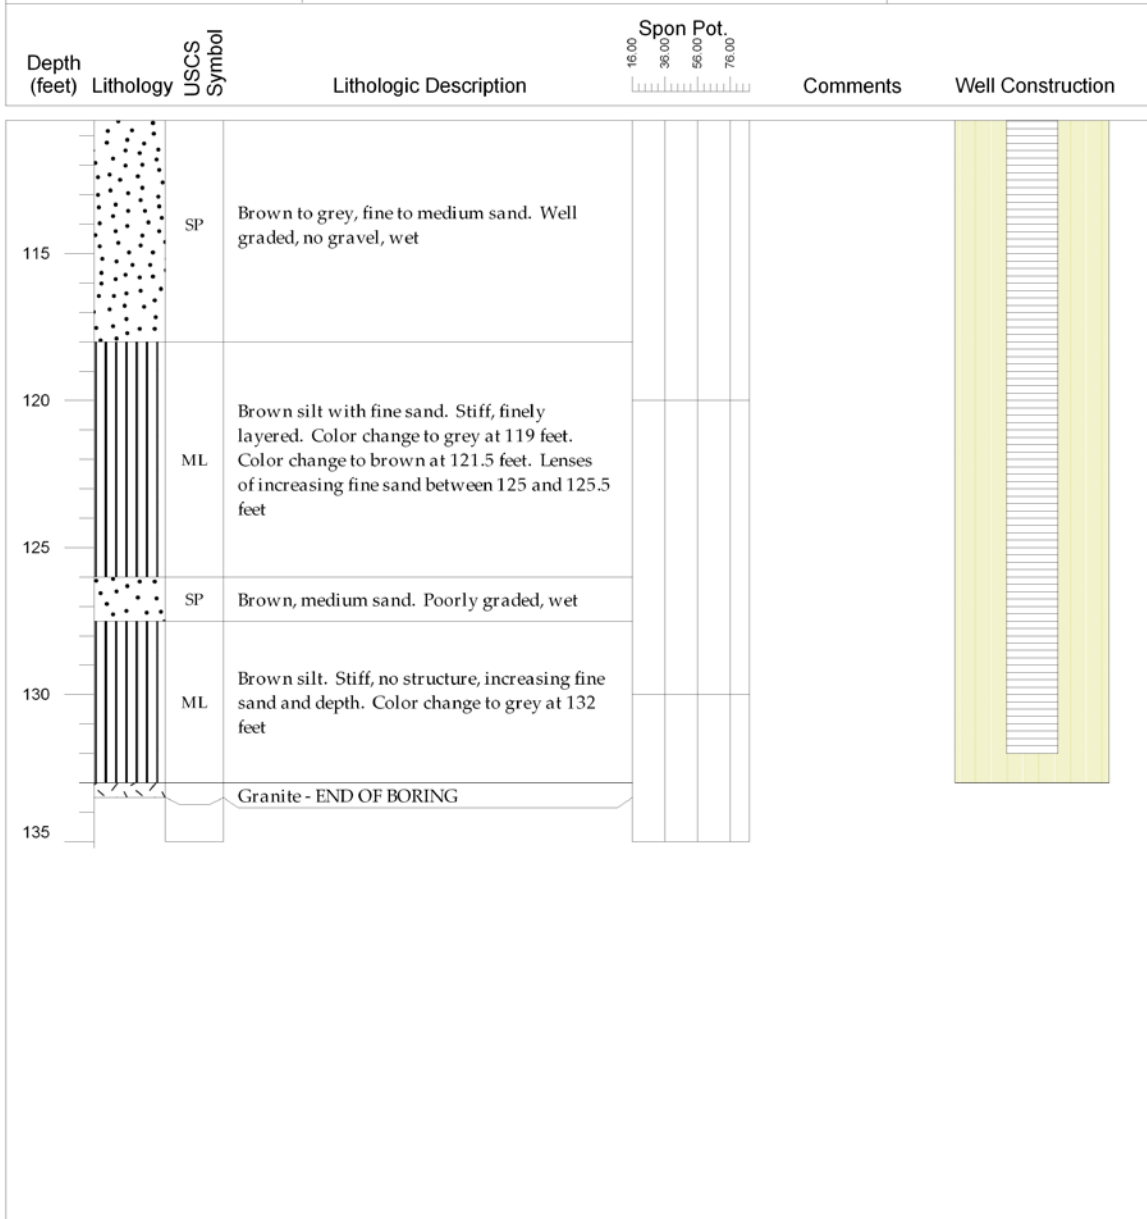 Depth
(feet)
Lithology
USCS
Symbol
Lithologic Description
Spon Pot.
16.00
36.00
56.00
76.00
Comments
Well Construction
SP
Brown to grey, fine to medium sand. Well
graded, no gravel, wet
115
120
ML
Brown silt with fine sand. Stiff, finely
layered. Color change to grey at 119 feet.
Color change to brown at 121.5 feet. Lenses
of increasing fine sand between 125 and 125.5
feet
125
SP
Brown, medium sand. Poorly graded, wet
130
ML
Brown silt. Stiff, no structure, increasing fine
sand and depth. Color change to grey at 132
feet
Granite - END OF BORING
135